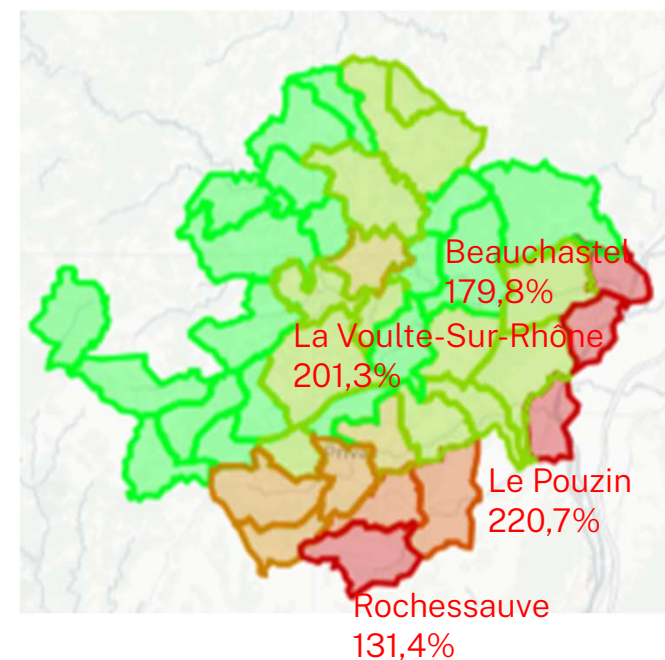 Beauchastel
179,8%
La Voulte-Sur-Rhône
201,3%
Le Pouzin
220,7%
Rochessauve
131,4%